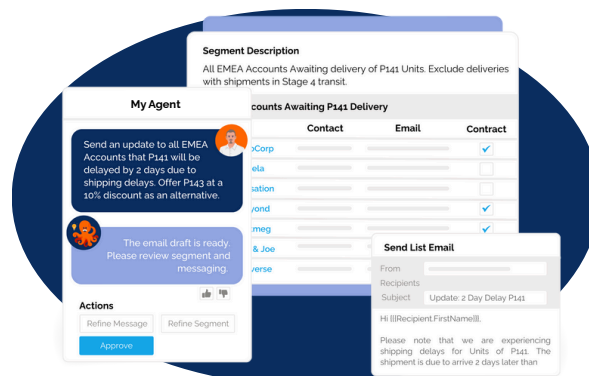 Segment Description
All EMEA Accounts Awaiting delivery of P141 Units. Exclude deliveries
with shipments in Stage 4 transit.
counts Awaiting P141 Delivery
Contact Email Contract
oCorp
ela
sation
yond
meg
& Joe
verse
My Agent
Send an update to all EMEA
Accounts that P141 will be
delayed by 2 days due to
shipping delays. Offer P143 at a
10% discount as an alternative.
The email draft is ready.
Please review segment and
messaging.
Actions
Refine Message Refine Segment
Approve
Send List Email
From
Recipients
Subject Update: 2 Day Delay P141
Hi {{{Recipient.FirstName}}},
Please note that we are experiencing
shipping delays for Units of P141. The
shipment is due to arrive 2 days later than